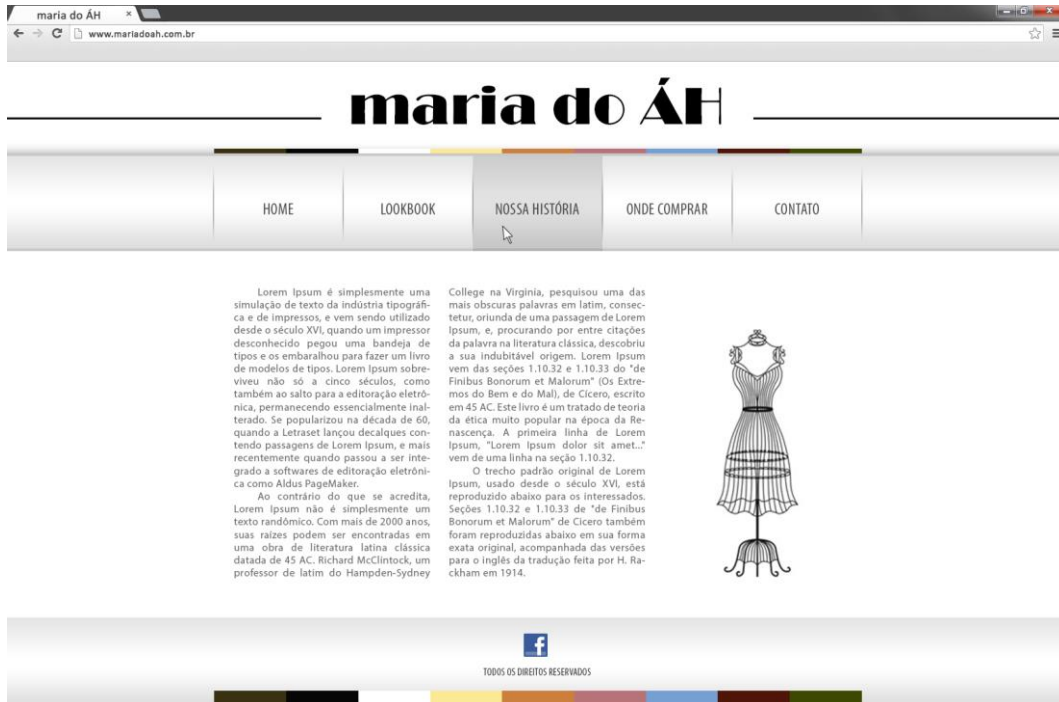 maria do ÁH
www.mariadoah.com.br
maria do ÁH
HOME
LOOKBOOK
NOSSA HISTÓRIA
ONDE COMPRAR
CONTATO
Lorem Ipsum é simplesmente uma
simulação de texto da indústria tipográfi-
ca e de impressos, e vem sendo utilizado
desde o século XVI, quando um impressor
desconhecido pegou uma bandeja de
tipos e os embaralhou para fazer um livro
de modelos de tipos. Lorem Ipsum sobre-
viveu não só a cinco séculos, como
também ao salto para a editoração eletrô-
nica, permanecendo essencialmente inal-
terado. Se popularizou na década de 60,
quando a Letraset lançou decalques con-
tendo passagens de Lorem Ipsum, e mais
recentemente quando passou a ser inte-
grado a softwares de editoração eletrôni-
ca como Aldus PageMaker.
Ao contrário do que se acredita,
Lorem Ipsum não é simplesmente um
texto randômico. Com mais de 2000 anos,
suas raízes podem ser encontradas em
uma obra de literatura latina clássica
datada de 45 AC. Richard McClintock, um
professor de latim do Hampden-Sydney
College na Virginia, pesquisou uma das
mais obscuras palavras em latim, consec-
tetur, oriunda de uma passagem de Lorem
Ipsum, e, procurando por entre citações
da palavra na literatura clássica, descobriu
a sua indubitável origem. Lorem Ipsum
vem das seções 1.10.32 e 1.10.33 do "de
Finibus Bonorum et Malorum" (Os Extre-
mos do Bem e do Mal), de Cícero, escrito
em 45 AC. Este livro é um tratado de teoria
da ética muito popular na época da Re-
nascença. A primeira linha de Lorem
Ipsum, "Lorem Ipsum dolor sit amet..."
vem de uma linha na seção 1.10.32.
O trecho padrão original de Lorem
Ipsum, usado desde o século XVI, está
reproduzido abaixo para os interessados.
Seções 1.10.32 e 1.10.33 de "de Finibus
Bonorum et Malorum" de Cicero também
foram reproduzidas abaixo em sua forma
exata original, acompanhada das versões
para o inglês da tradução feita por H. Ra-
ckham em 1914.
f
TODOS OS DIREITOS RESERVADOS